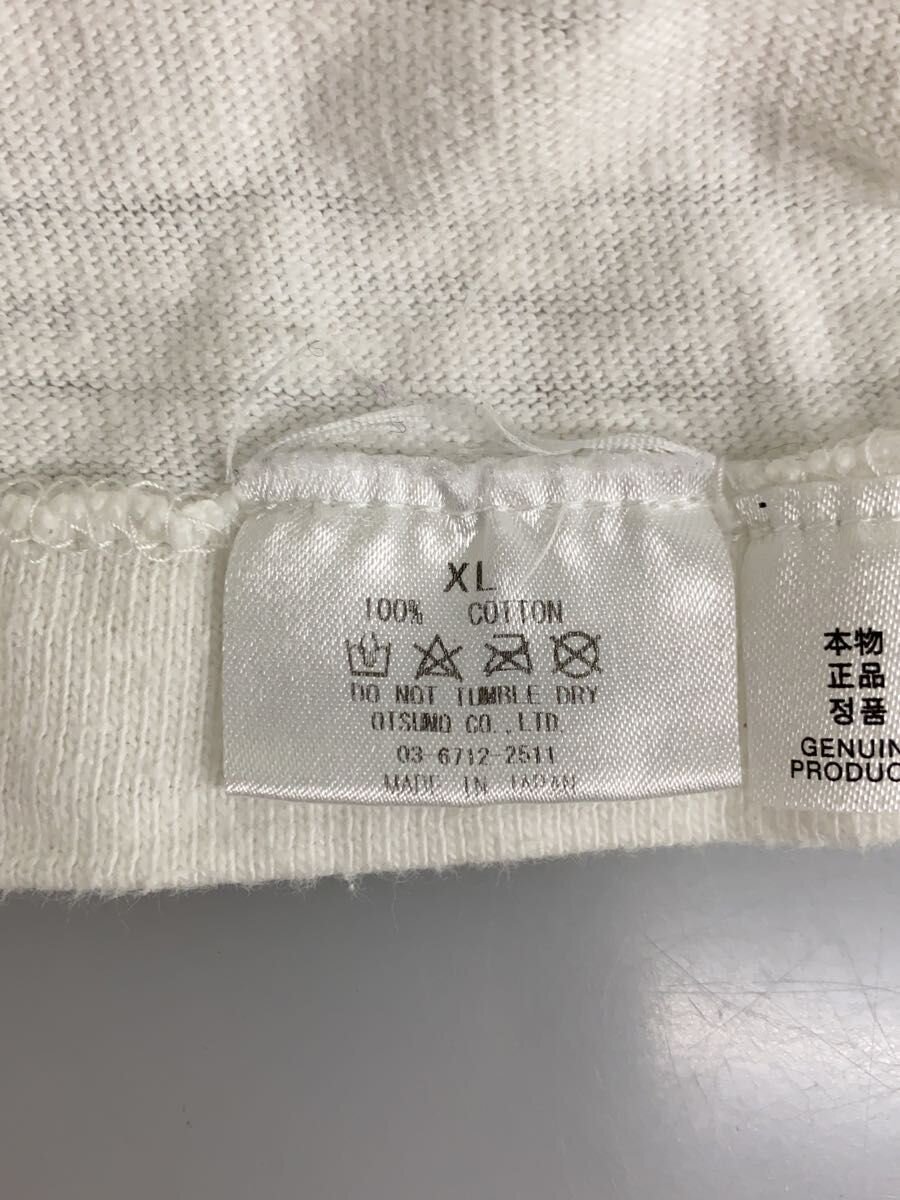 XL
100% COTTON
DO NOT TUMBLE DRY
OTSUMO CO.,LTD.
03-6712-2511
MADE IN JAPAN
本物
正品
정품
GENUIN
PRODUC